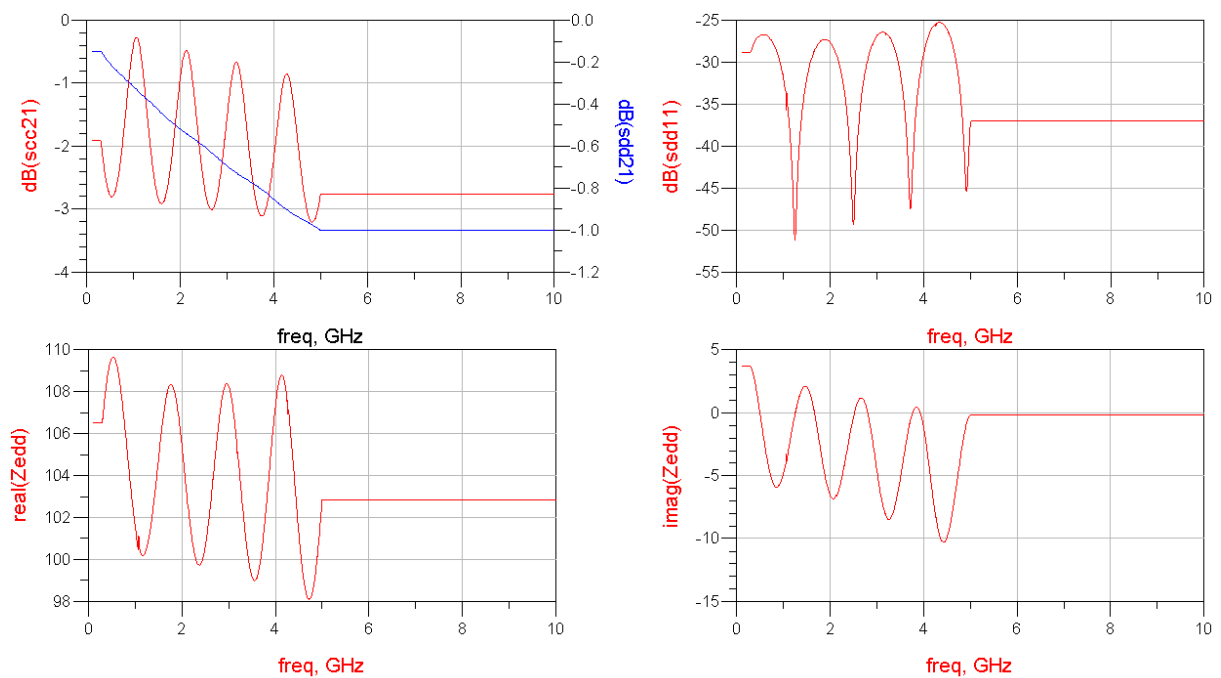 0
-1
-2
-3
-4
dB(scc21)
0.0
-0.2
-0.4
-0.6
-0.8
-1.0
-1.2
dB(sdd21)
0 2 4 6 8 10
freq, GHz
-25
-30
-35
-40
-45
-50
-55
dB(sdd11)
0 2 4 6 8 10
freq, GHz
110
108
106
104
102
100
98
real(Zedd)
0 2 4 6 8 10
freq, GHz
5
0
-5
-10
-15
imag(Zedd)
0 2 4 6 8 10
freq, GHz